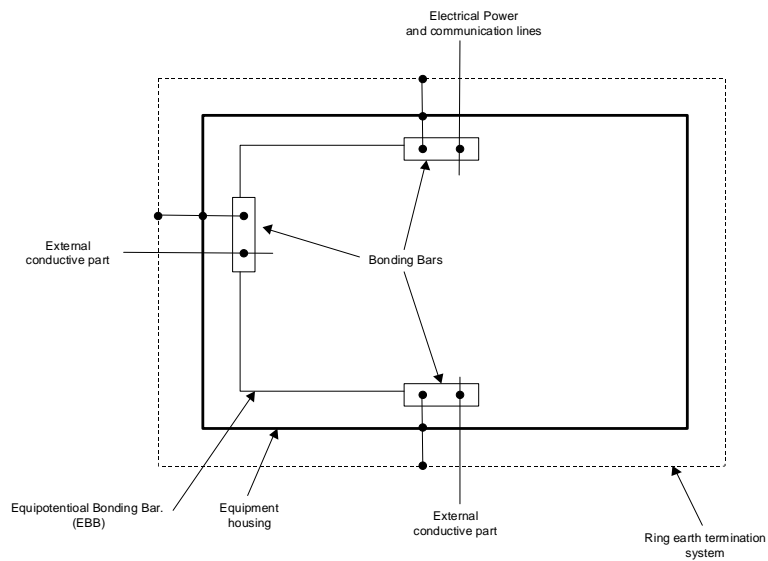 Electrical Power
and communication lines
External
conductive part
Bonding Bars
Equipotentioal Bonding Bar.
(EBB)
Equipment
housing
External
conductive part
Ring earth termination
system